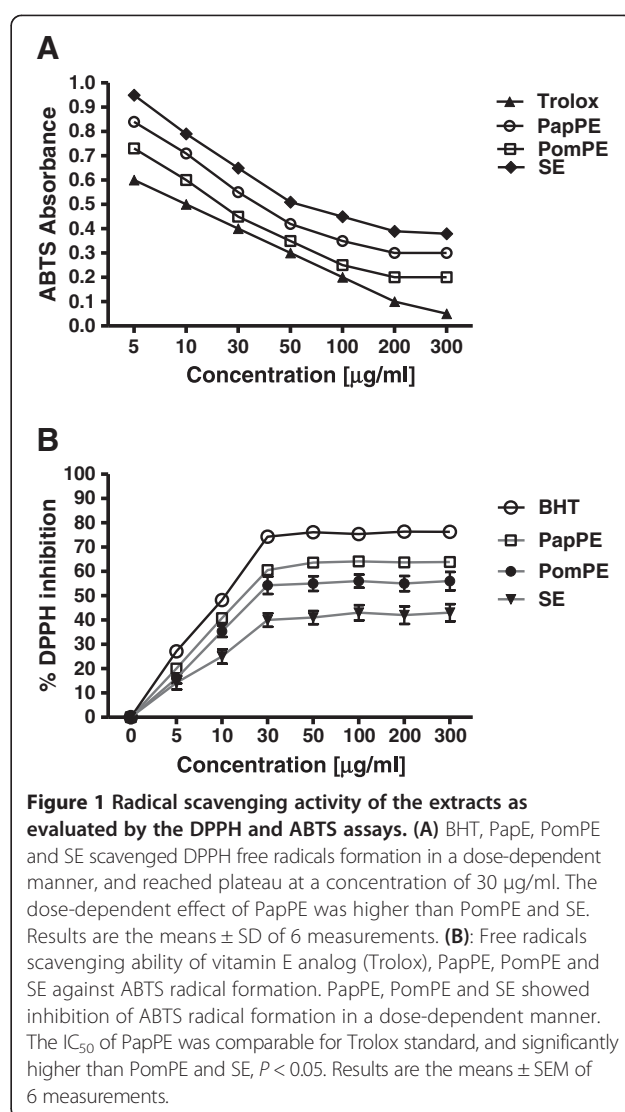 A
1.0
0.9
0.8
0.7
0.6
0.5
0.4
0.3
0.2
0.1
0.0
ABTS Absorbance
5 10 30 50 100 200 300
Concentration [µg/ml]
Trolox
PapPE
PomPE
SE
B
100
90
80
70
60
50
40
30
20
10
0
% DPPH inhibition
0 5 10 30 50 100 200 300
Concentration [µg/ml]
BHT
PapPE
PomPE
SE
Figure 1 Radical scavenging activity of the extracts as
evaluated by the DPPH and ABTS assays. (A) BHT, PapE, PomPE
and SE scavenged DPPH free radicals formation in a dose-dependent
manner, and reached plateau at a concentration of 30 µg/ml. The
dose-dependent effect of PapPE was higher than PomPE and SE.
Results are the means ± SD of 6 measurements. (B): Free radicals
scavenging ability of vitamin E analog (Trolox), PapPE, PomPE and
SE against ABTS radical formation. PapPE, PomPE and SE showed
inhibition of ABTS radical formation in a dose-dependent manner.
The IC50 of PapPE was comparable for Trolox standard, and significantly
higher than PomPE and SE, P < 0.05. Results are the means ± SEM of
6 measurements.